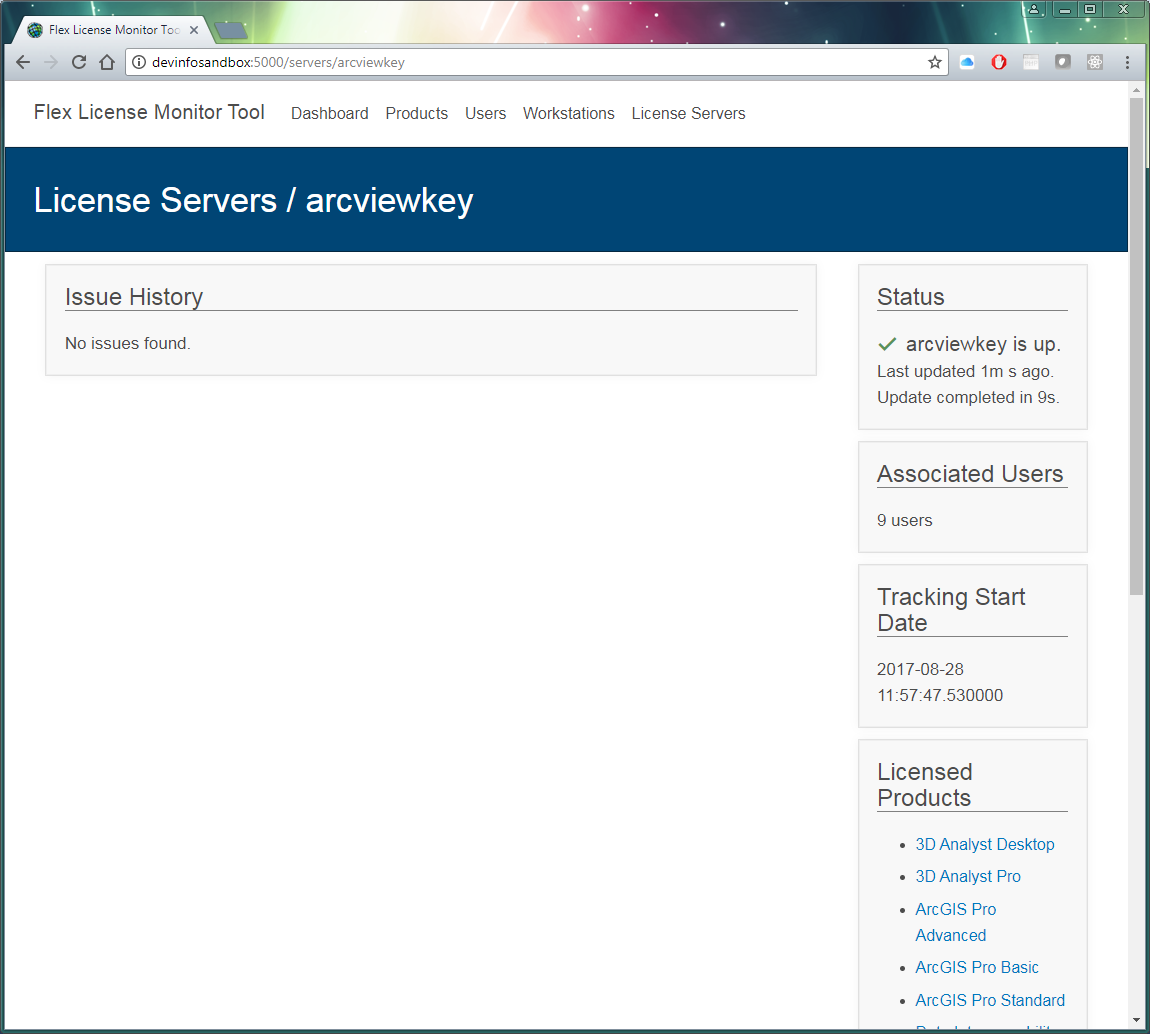 Flex License Monitor Too
devinfosandbox:5000/servers/arcviewkey
Flex License Monitor Tool Dashboard Products Users Workstations License Servers
License Servers / arcviewkey
Issue History
No issues found.
Status
arcviewkey is up.
Last updated 1m s ago.
Update completed in 9s.
Associated Users
9 users
Tracking Start
Date
2017-08-28
11:57:47.530000
Licensed
Products
3D Analyst Desktop
3D Analyst Pro
ArcGIS Pro
Advanced
ArcGIS Pro Basic
ArcGIS Pro Standard